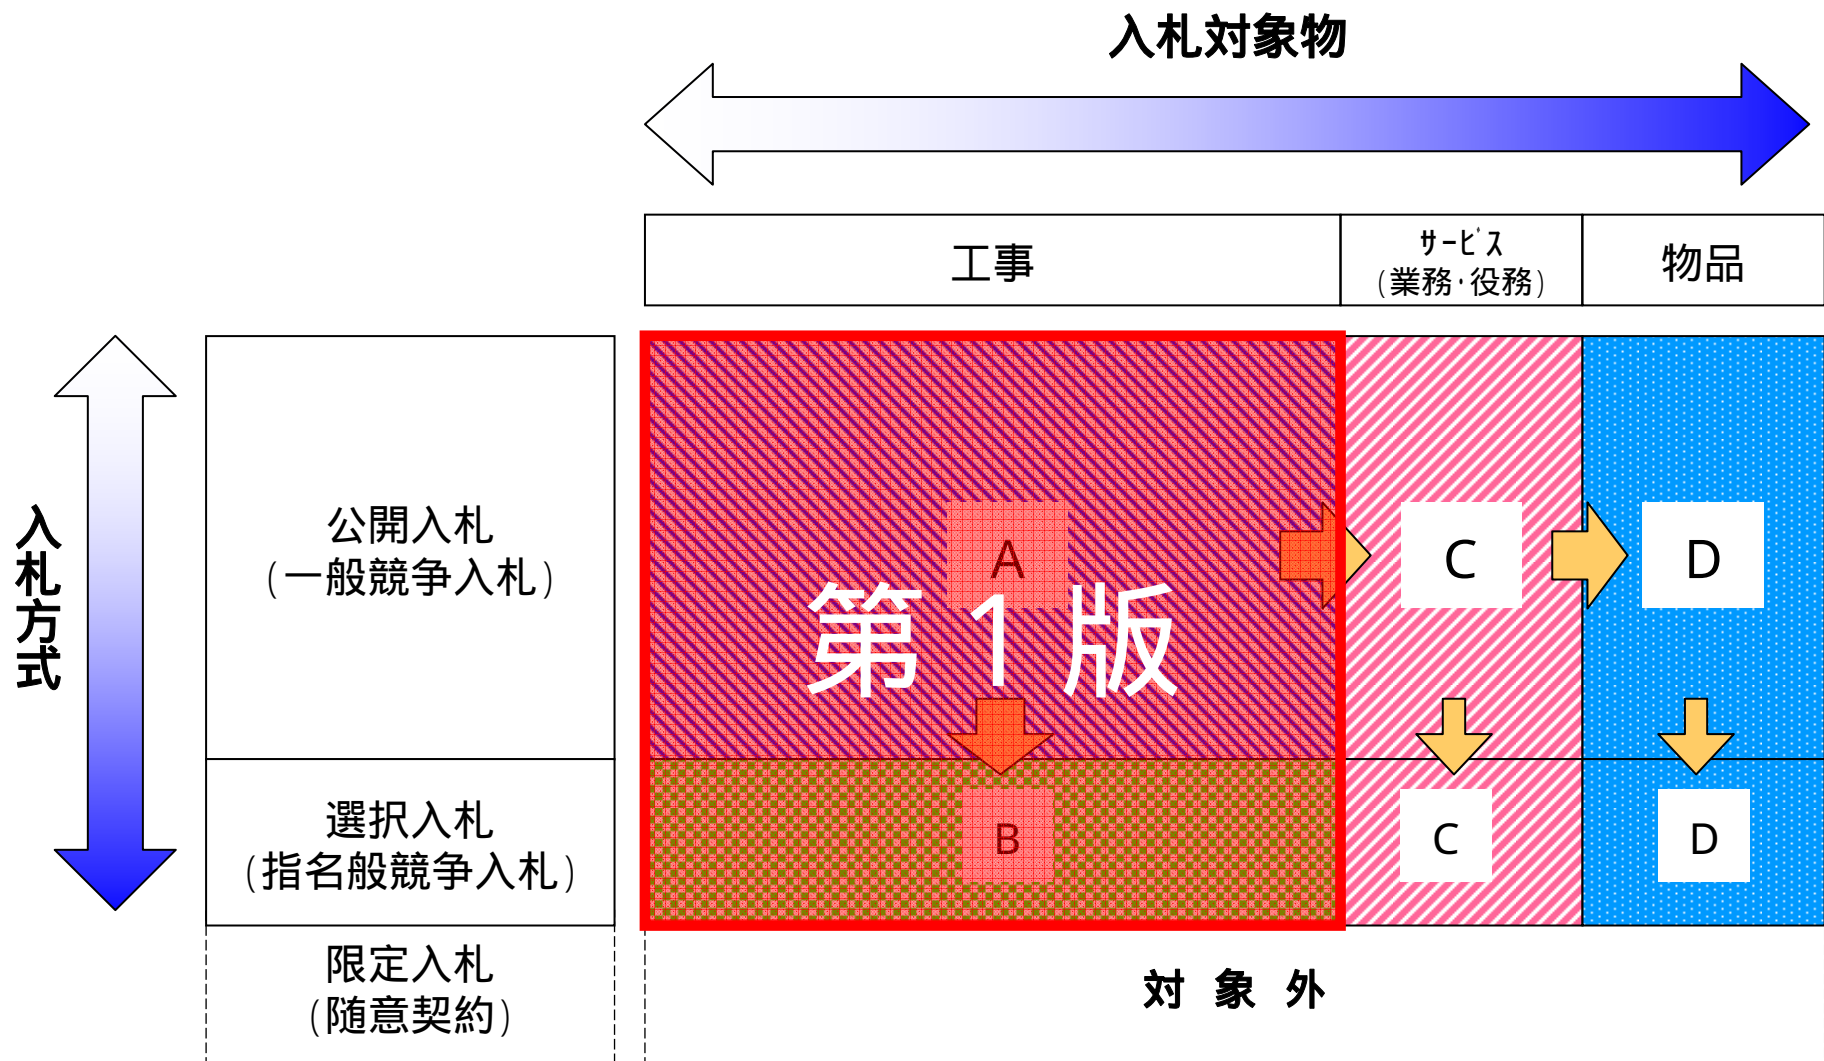 入札対象物
工事
ｻｰﾋﾞｽ
(業務･役務)
物品
入札方式
公開入札
(一般競争入札)
A
C
D
第１版
選択入札
(指名般競争入札)
B
C
D
限定入札
(随意契約)
対 象 外